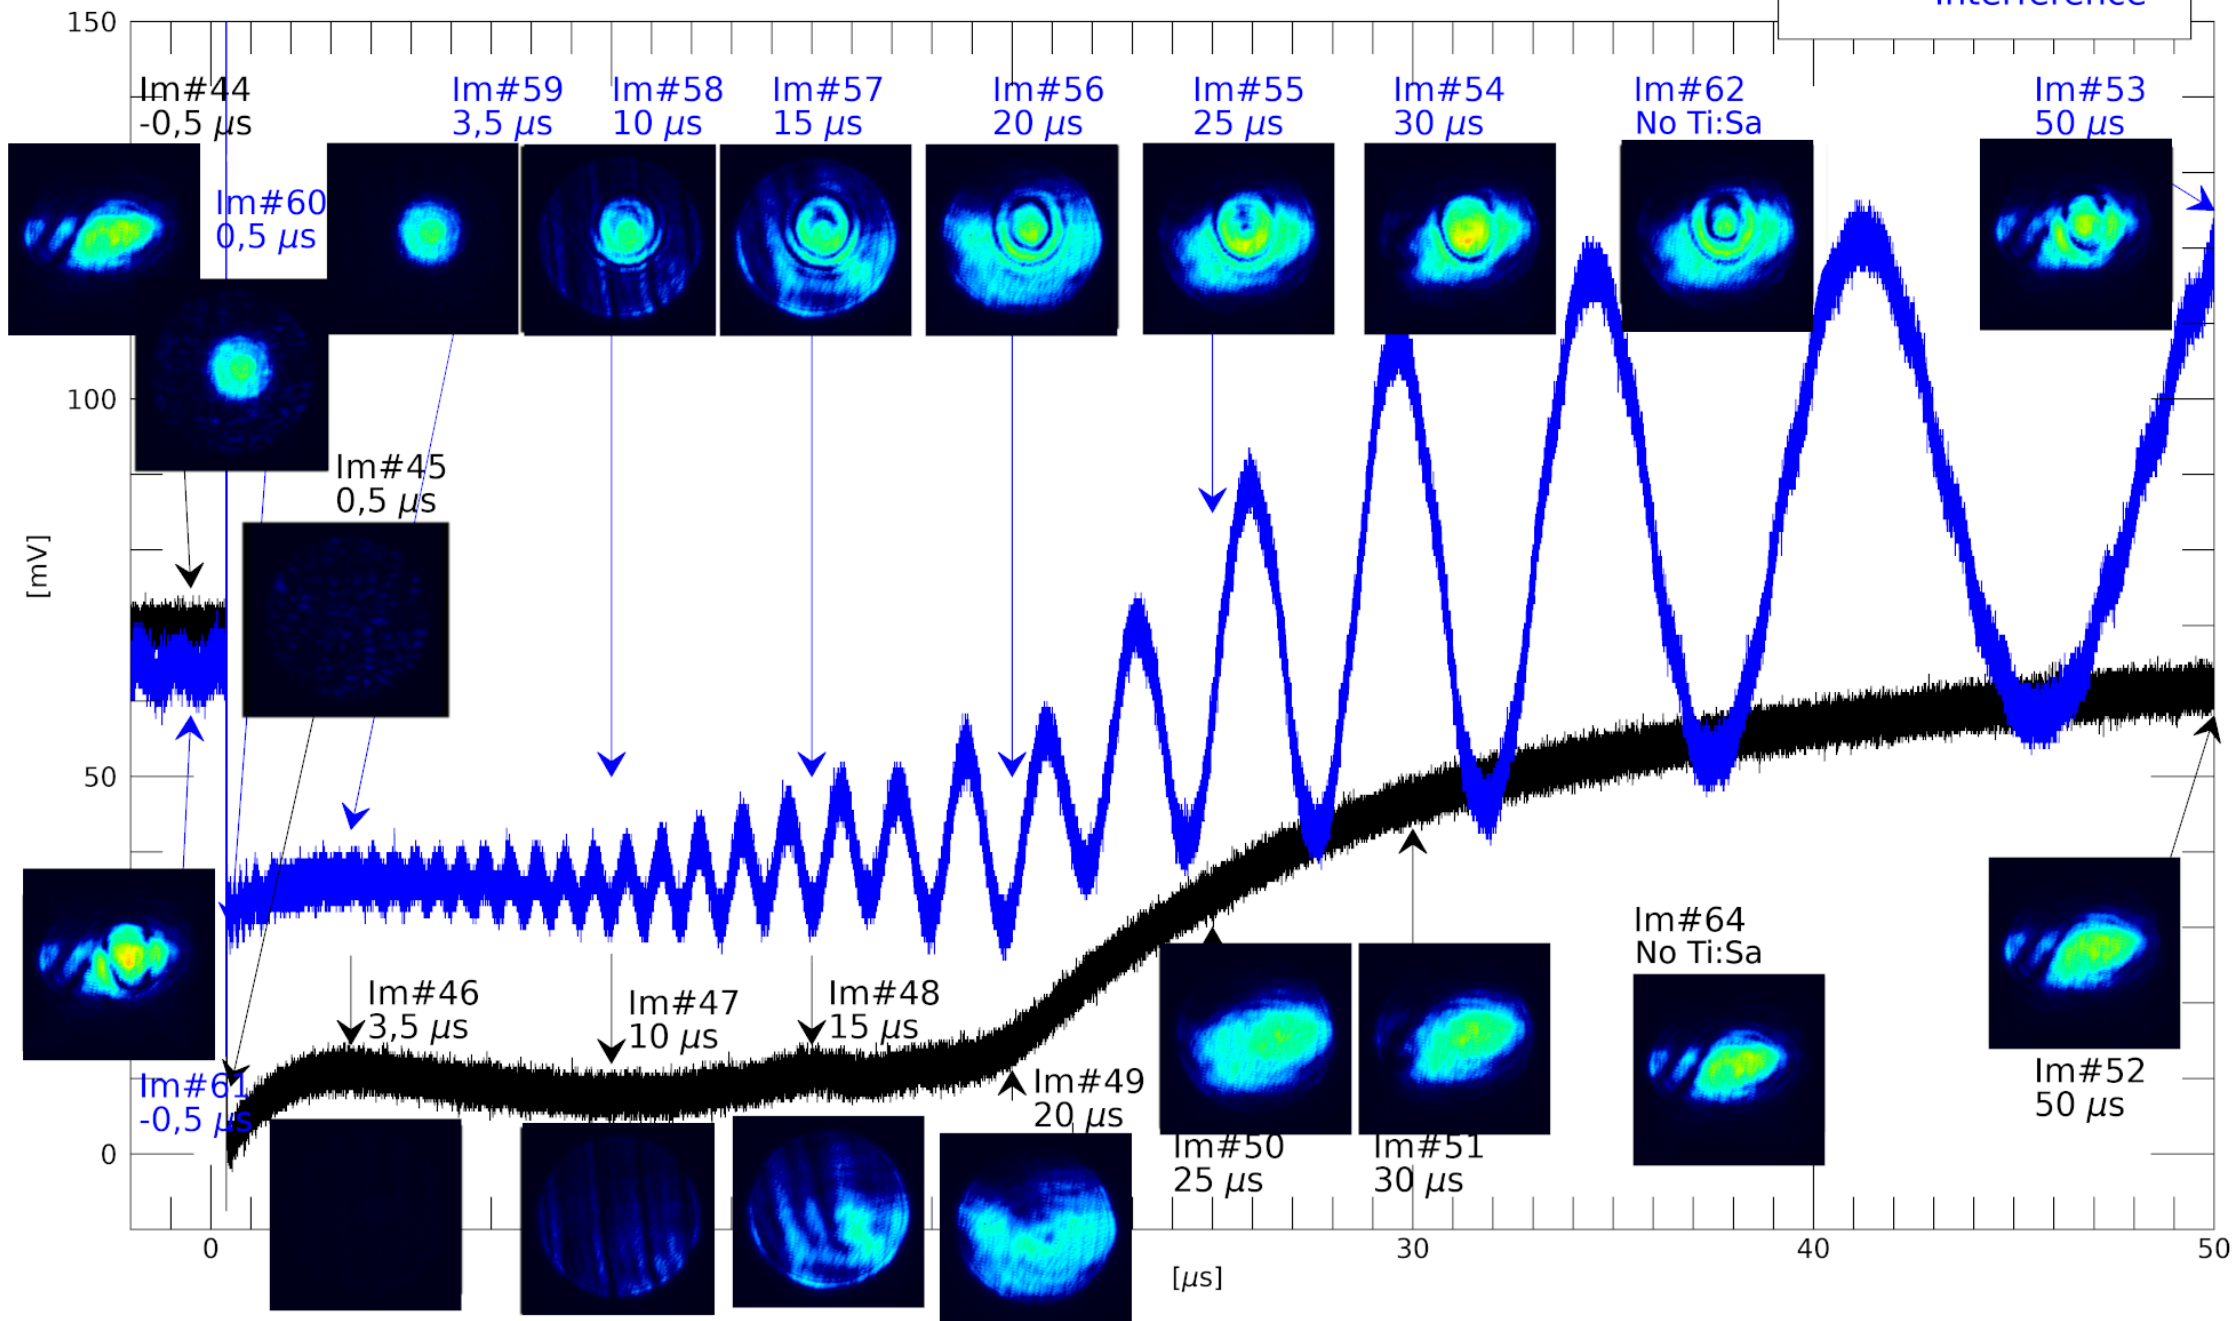 Interference
150
Im#44
-0,5 µs
Im#59
3,5 µs
Im#58
10 µs
Im#57
15 µs
Im#56
20 µs
Im#55
25 µs
Im#54
30 µs
Im#62
No Ti:Sa
Im#53
50 µs
Im#60
0,5 µs
100
Im#45
0,5 µs
[mV]
50
Im#64
No Ti:Sa
Im#46
3,5 µs
Im#47
10 µs
Im#48
15 µs
Im#49
20 µs
Im#61
-0,5 µs
Im#52
50 µs
0
Im#50
25 µs
Im#51
30 µs
0
30
40
50
[µs]